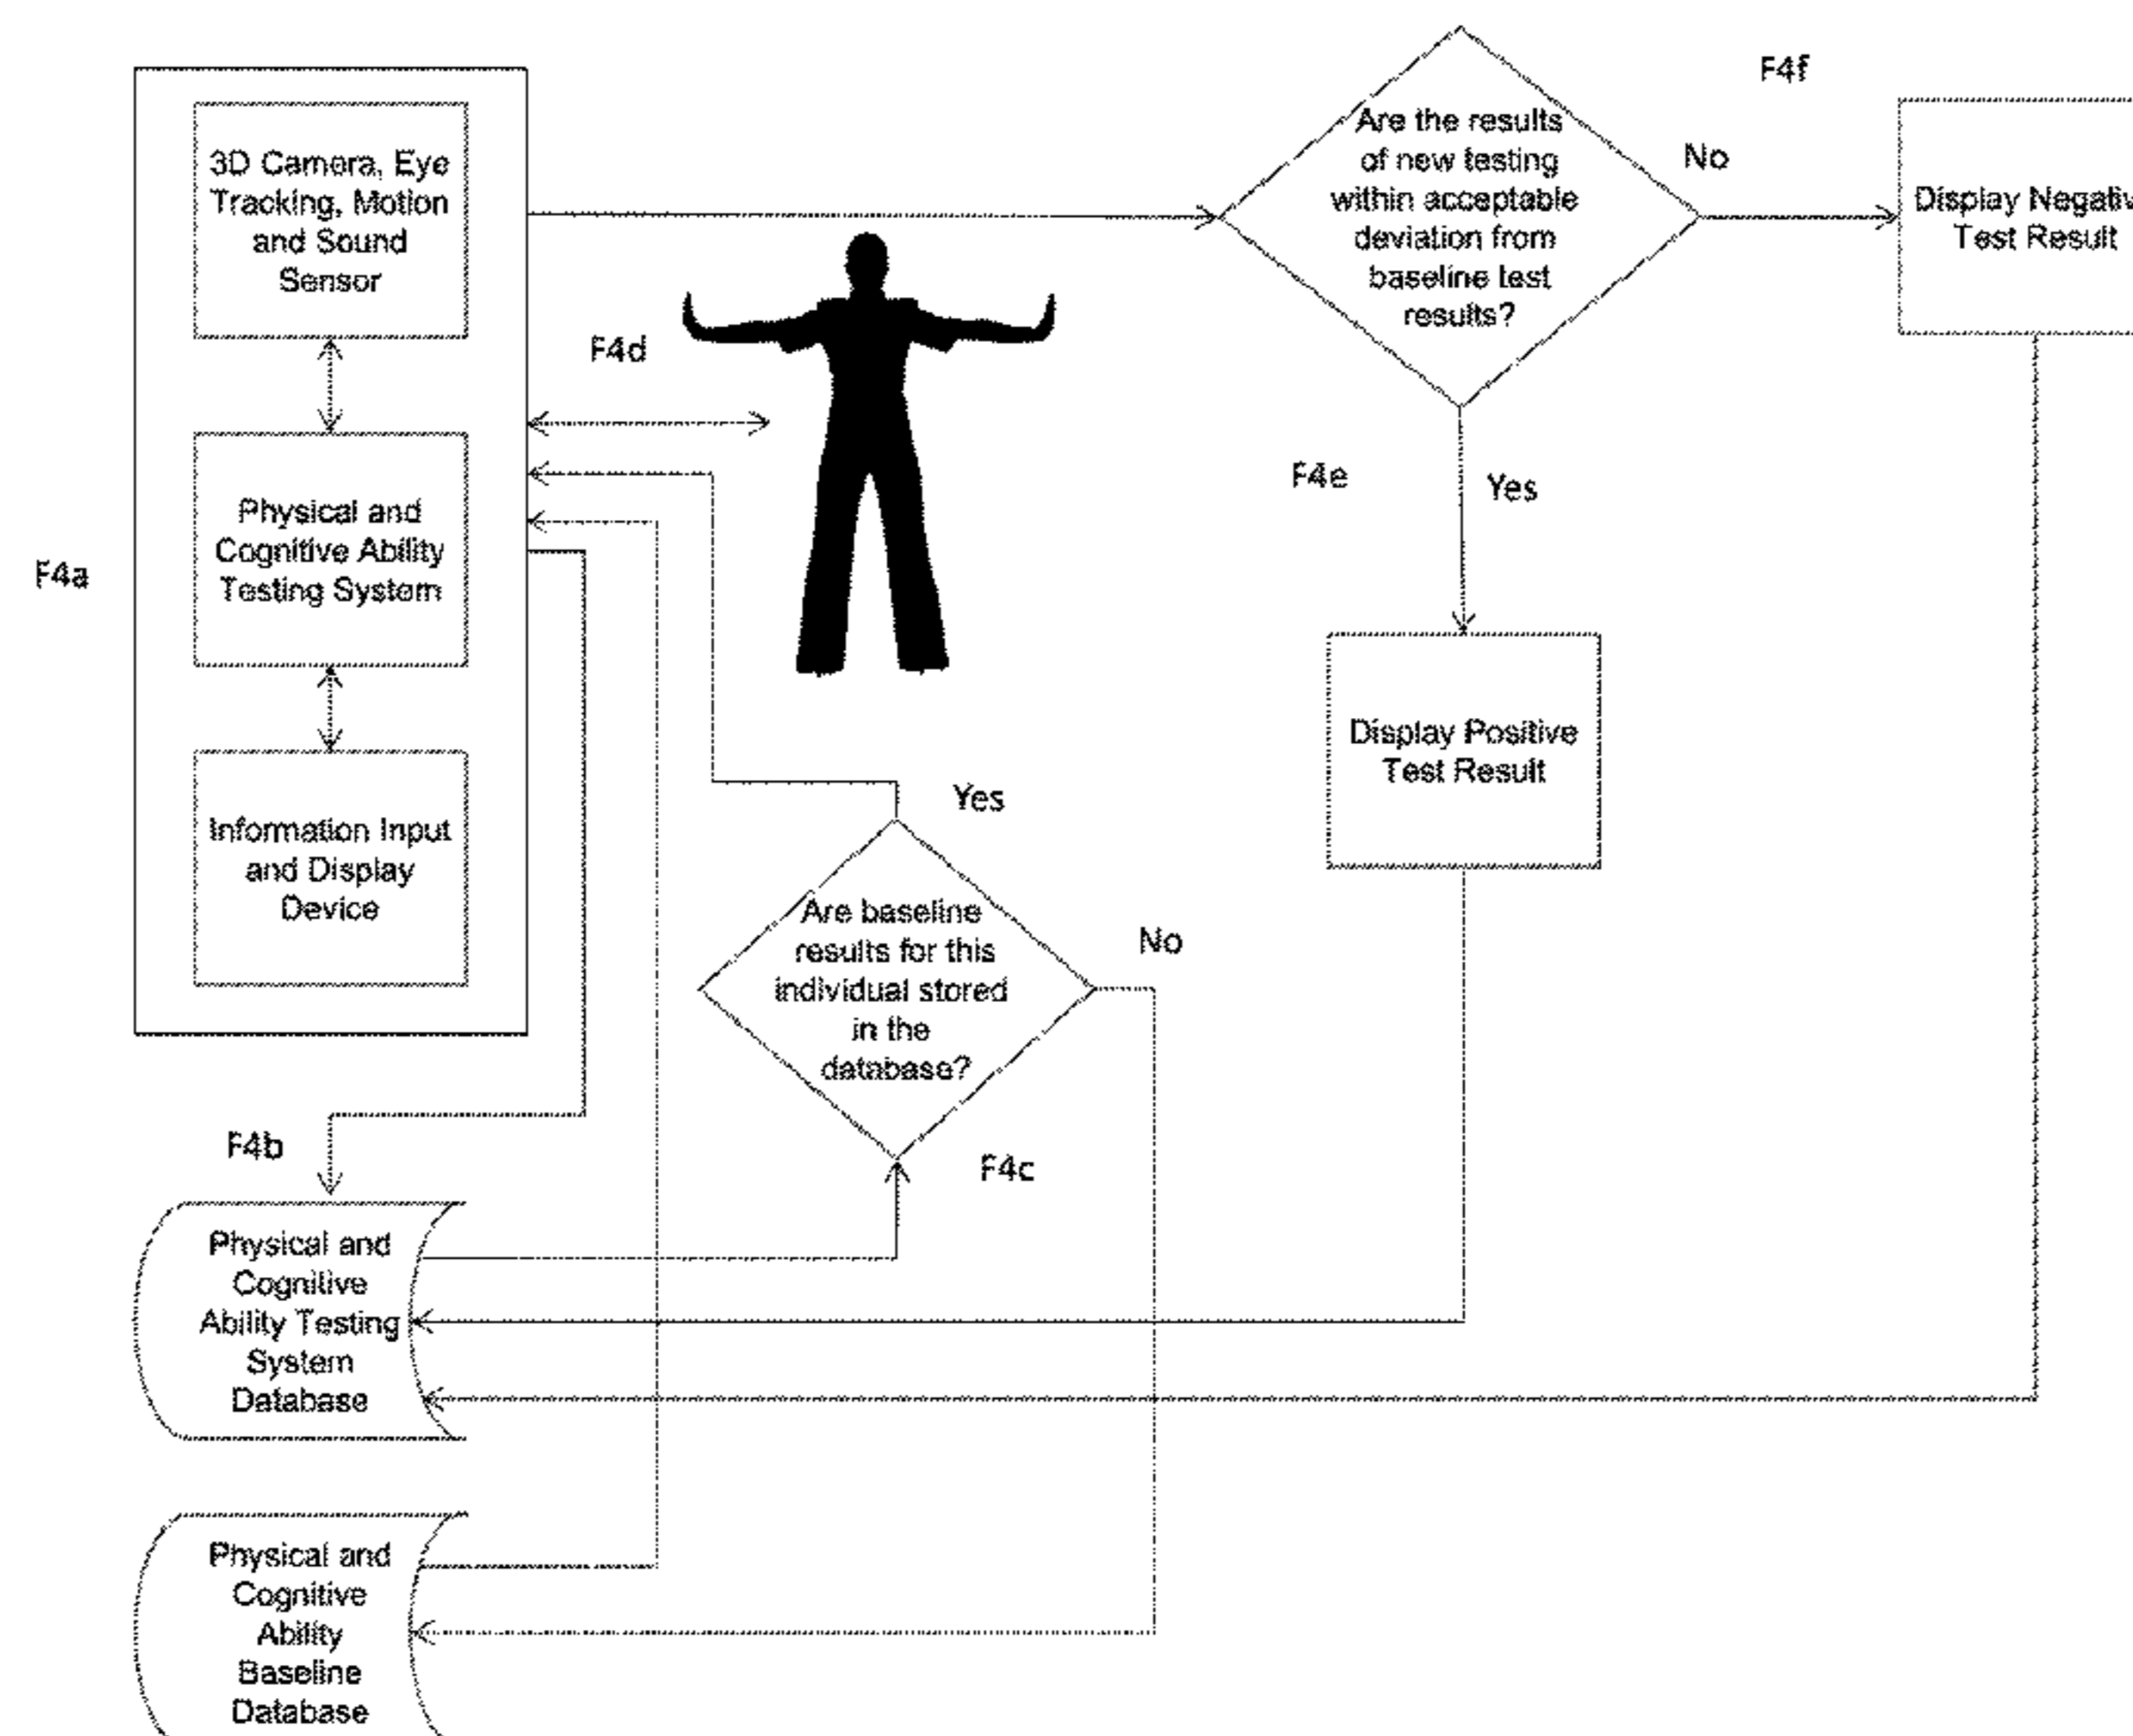 F4f
Are the results
of new testing
within acceptable
deviation from
baseline test
results?
No
3D Camera, Eye
Tracking, Motion
and Sound
Sensor
Display Negativ
Test Result
F4d
F4e
Yes
F4a
Physical and
Cognitive Ability
Testing System
Display Positive
Test Result
Information Input
and Display
Device
Yes
Are baseline
results for this
individual stored
in the
database?
No
F4b
F4c
Physical and
Cognitive
Ability Testing
System
Database
Physical and
Cognitive
Ability
Baseline
Database